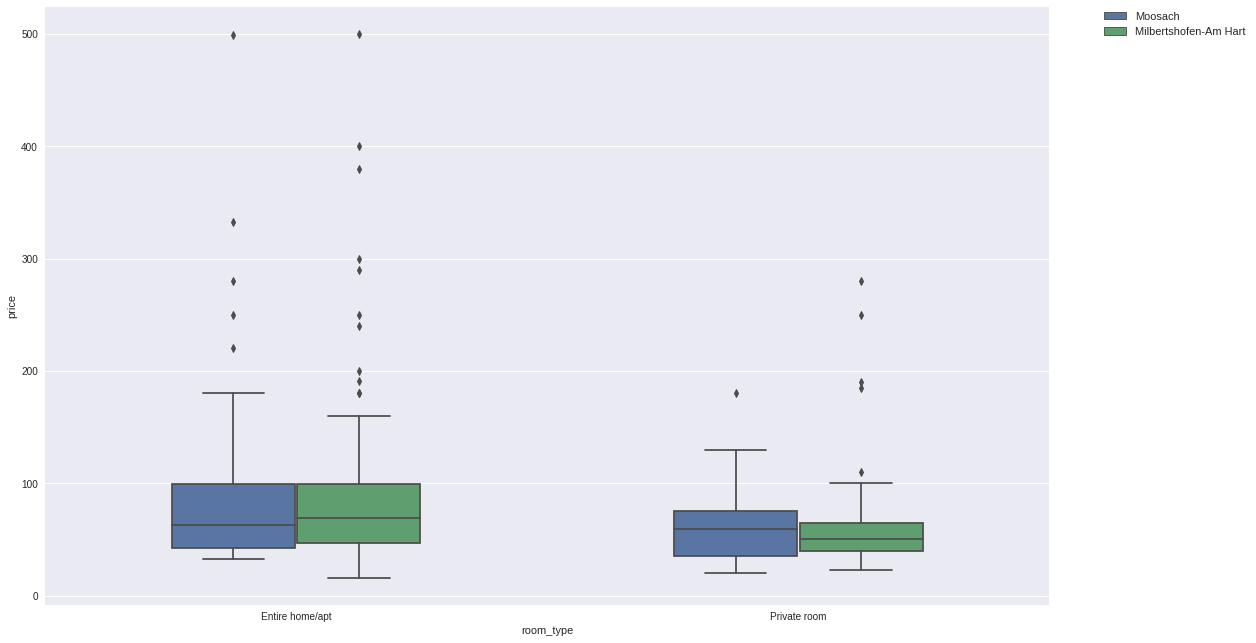 Moosach
Milbertshofen-Am Hart
500
400
300
200
100
0
price
Entire home/apt
Private room
room_type